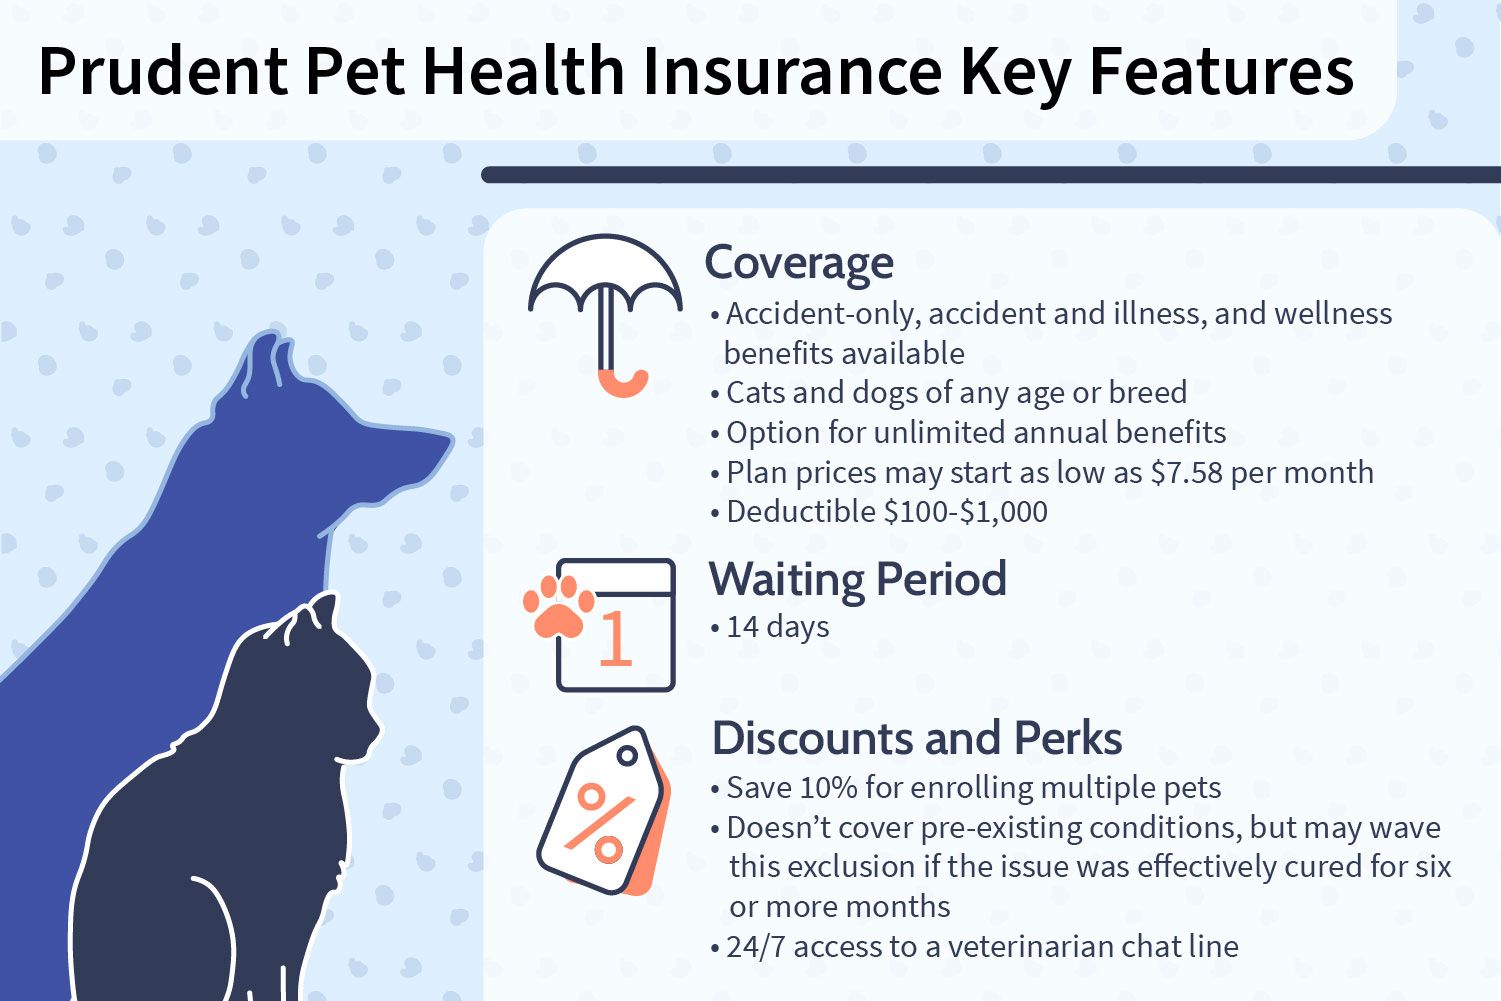 Prudent Pet Health Insurance Key Features
Coverage
• Accident-only, accident and illness, and wellness
benefits available
• Cats and dogs of any age or breed
• Option for unlimited annual benefits
• Plan prices may start as low as $7.58 per month
• Deductible $100-$1,000
1
Waiting Period
• 14 days
%
Discounts and Perks
• Save 10% for enrolling multiple pets
• Doesn’t cover pre-existing conditions, but may wave
this exclusion if the issue was effectively cured for six
or more months
• 24/7 access to a veterinarian chat line